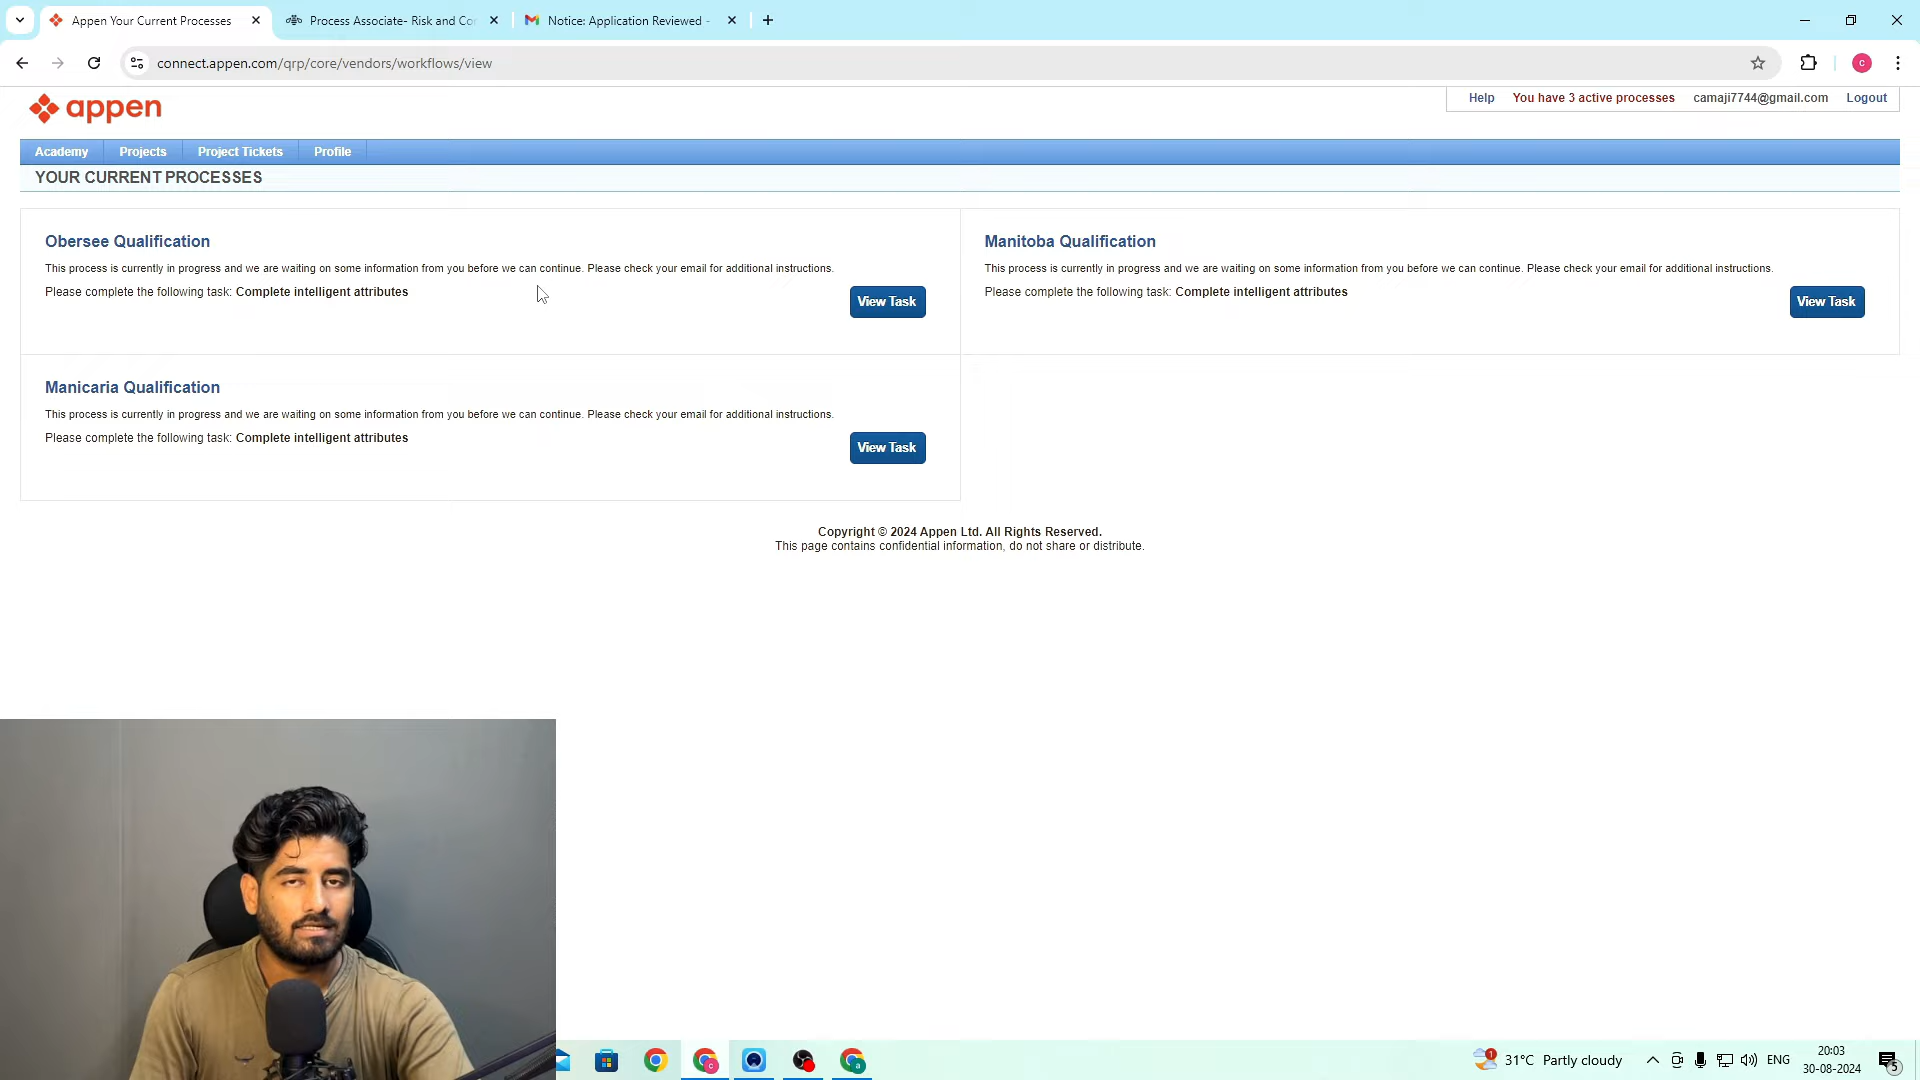 Appen Your Current Processes
Process Associate- Risk and Co
Notice: Application Reviewed -
connect.appen.com/qrp/core/vendors/workflows/view
c
appen
Help You have 3 active processes camaji7744@gmail.com Logout
Academy Projects Project Tickets Profile
YOUR CURRENT PROCESSES
Obersee Qualification
This process is currently in progress and we are waiting on some information from you before we can continue. Please check your email for additional instructions.
Please complete the following task: Complete intelligent attributes
View Task
Manitoba Qualification
This process is currently in progress and we are waiting on some information from you before we can continue. Please check your email for additional instructions.
Please complete the following task: Complete intelligent attributes
View Task
Manicaria Qualification
This process is currently in progress and we are waiting on some information from you before we can continue. Please check your email for additional instructions.
Please complete the following task: Complete intelligent attributes
View Task
Copyright © 2024 Appen Ltd. All Rights Reserved.
This page contains confidential information, do not share or distribute.
c
a
1
31°C Partly cloudy
ENG
20:03
30-08-2024
5